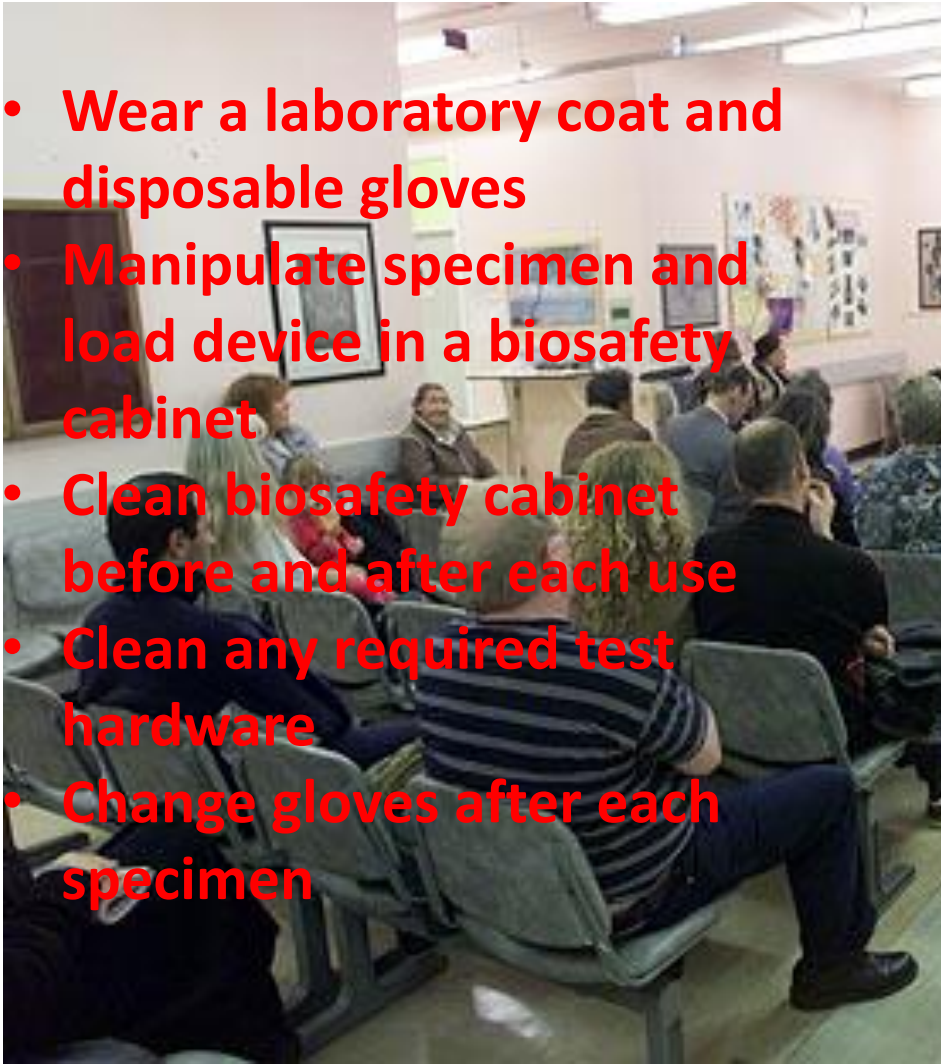 • Wear a laboratory coat and
disposable gloves
• Manipulate specimen and
load device in a biosafety
cabinet
• Clean biosafety cabinet
before and after each use
• Clean any required test
hardware
• Change gloves after each
specimen